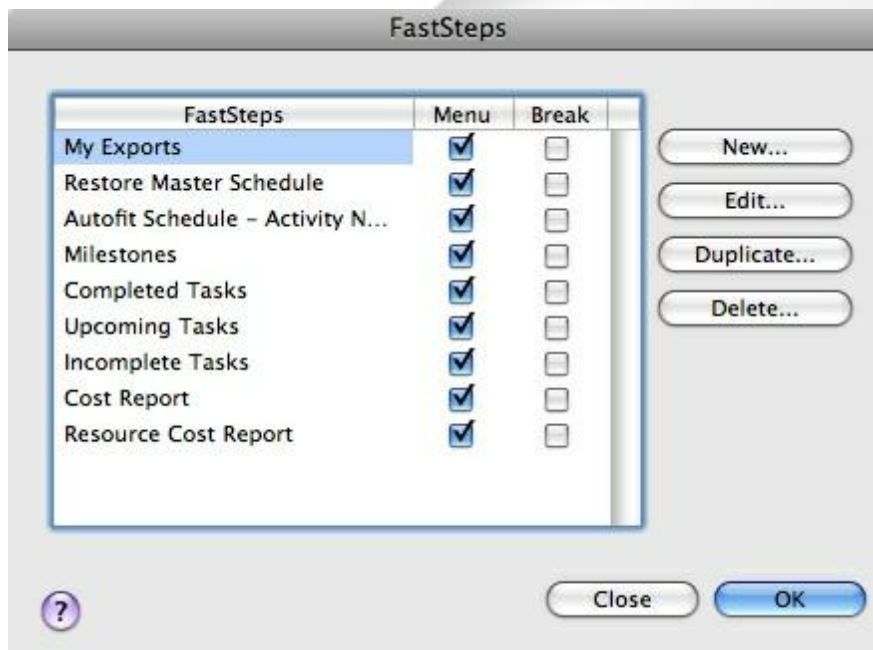 FastSteps
FastSteps Menu Break
My Exports
Restore Master Schedule
Autofit Schedule – Activity N...
Milestones
Completed Tasks
Upcoming Tasks
Incomplete Tasks
Cost Report
Resource Cost Report
New...
Edit...
Duplicate...
Delete...
?
Close
OK